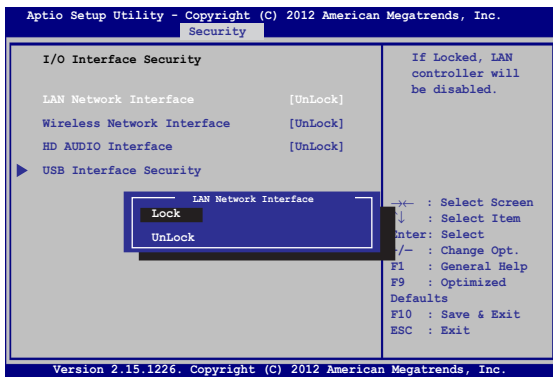 Aptio Setup Utility - Copyright (C) 2012 American Megatrends, Inc.
Security
I/O Interface Security
LAN Network Interface [UnLock]
Wireless Network Interface [UnLock]
HD AUDIO Interface [UnLock]
USB Interface Security
LAN Network Interface
Lock
UnLock
If Locked, LAN
controller will
be disabled.
→← : Select Screen
↓ : Select Item
Enter: Select
/— : Change Opt.
F1 : General Help
F9 : Optimized
Defaults
F10 : Save & Exit
ESC : Exit
Version 2.15.1226. Copyright (C) 2012 American Megatrends, Inc.